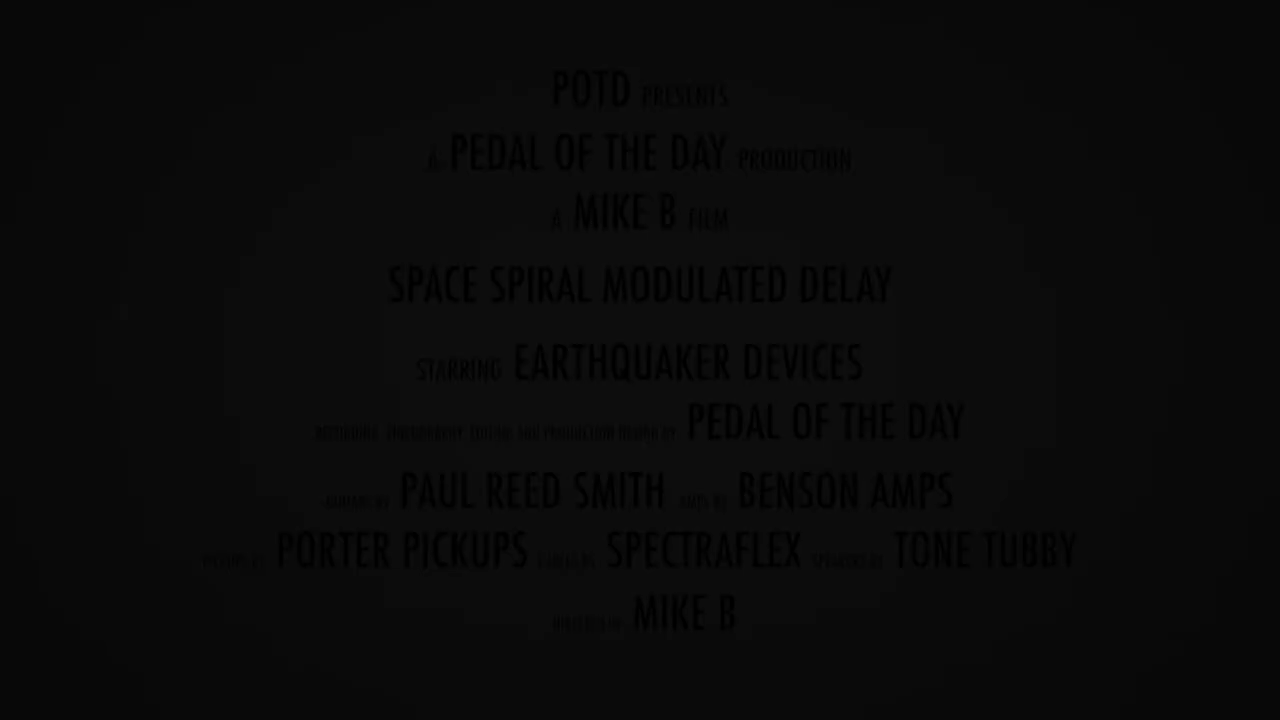 POTD PRESENTS
A PEDAL OF THE DAY PRODUCTION
A MIKE B FILM
SPACE SPIRAL MODULATED DELAY
STARRING EARTHQUAKER DEVICES
PEDAL OF THE DAY
PAUL REED SMITH BENSON AMPS
PORTER PICKUPS SPECTRAFLEX TONE TUBBY
MIKE B